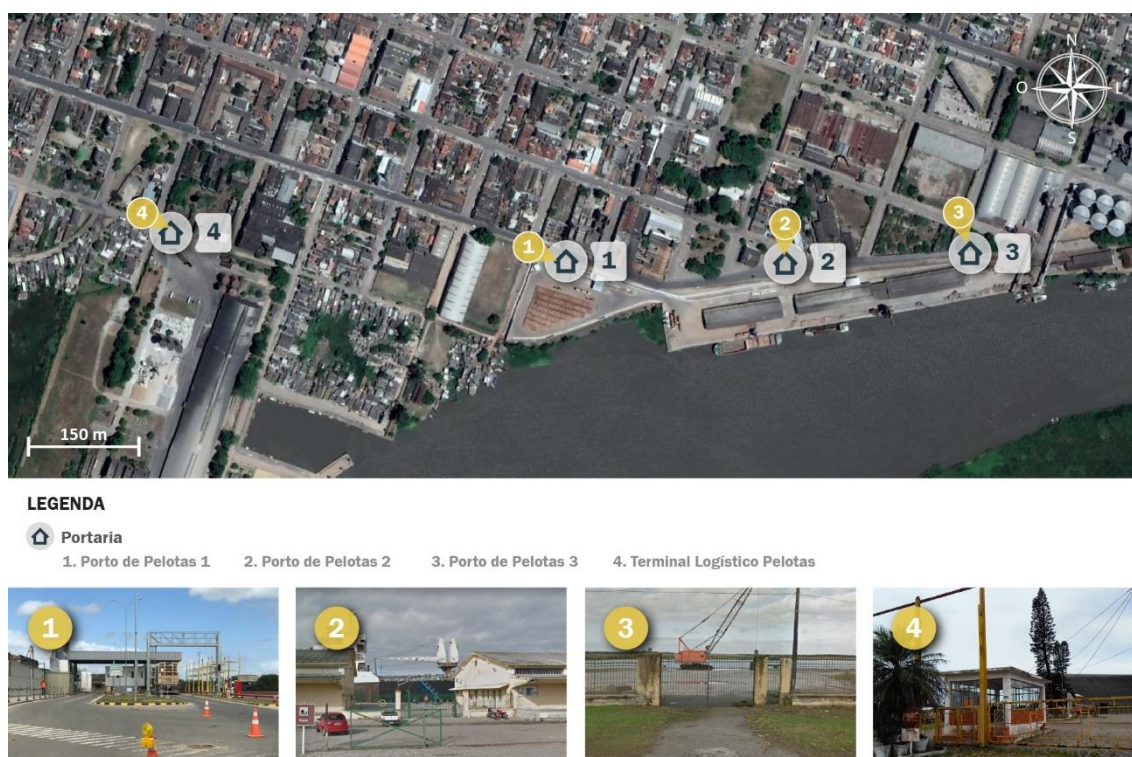 N
O L
S
4 4
1 1
2 2
3 3
150 m
LEGENDA
Portaria
1. Porto de Pelotas 1 2. Porto de Pelotas 2 3. Porto de Pelotas 3 4. Terminal Logístico Pelotas
1 2 3 4